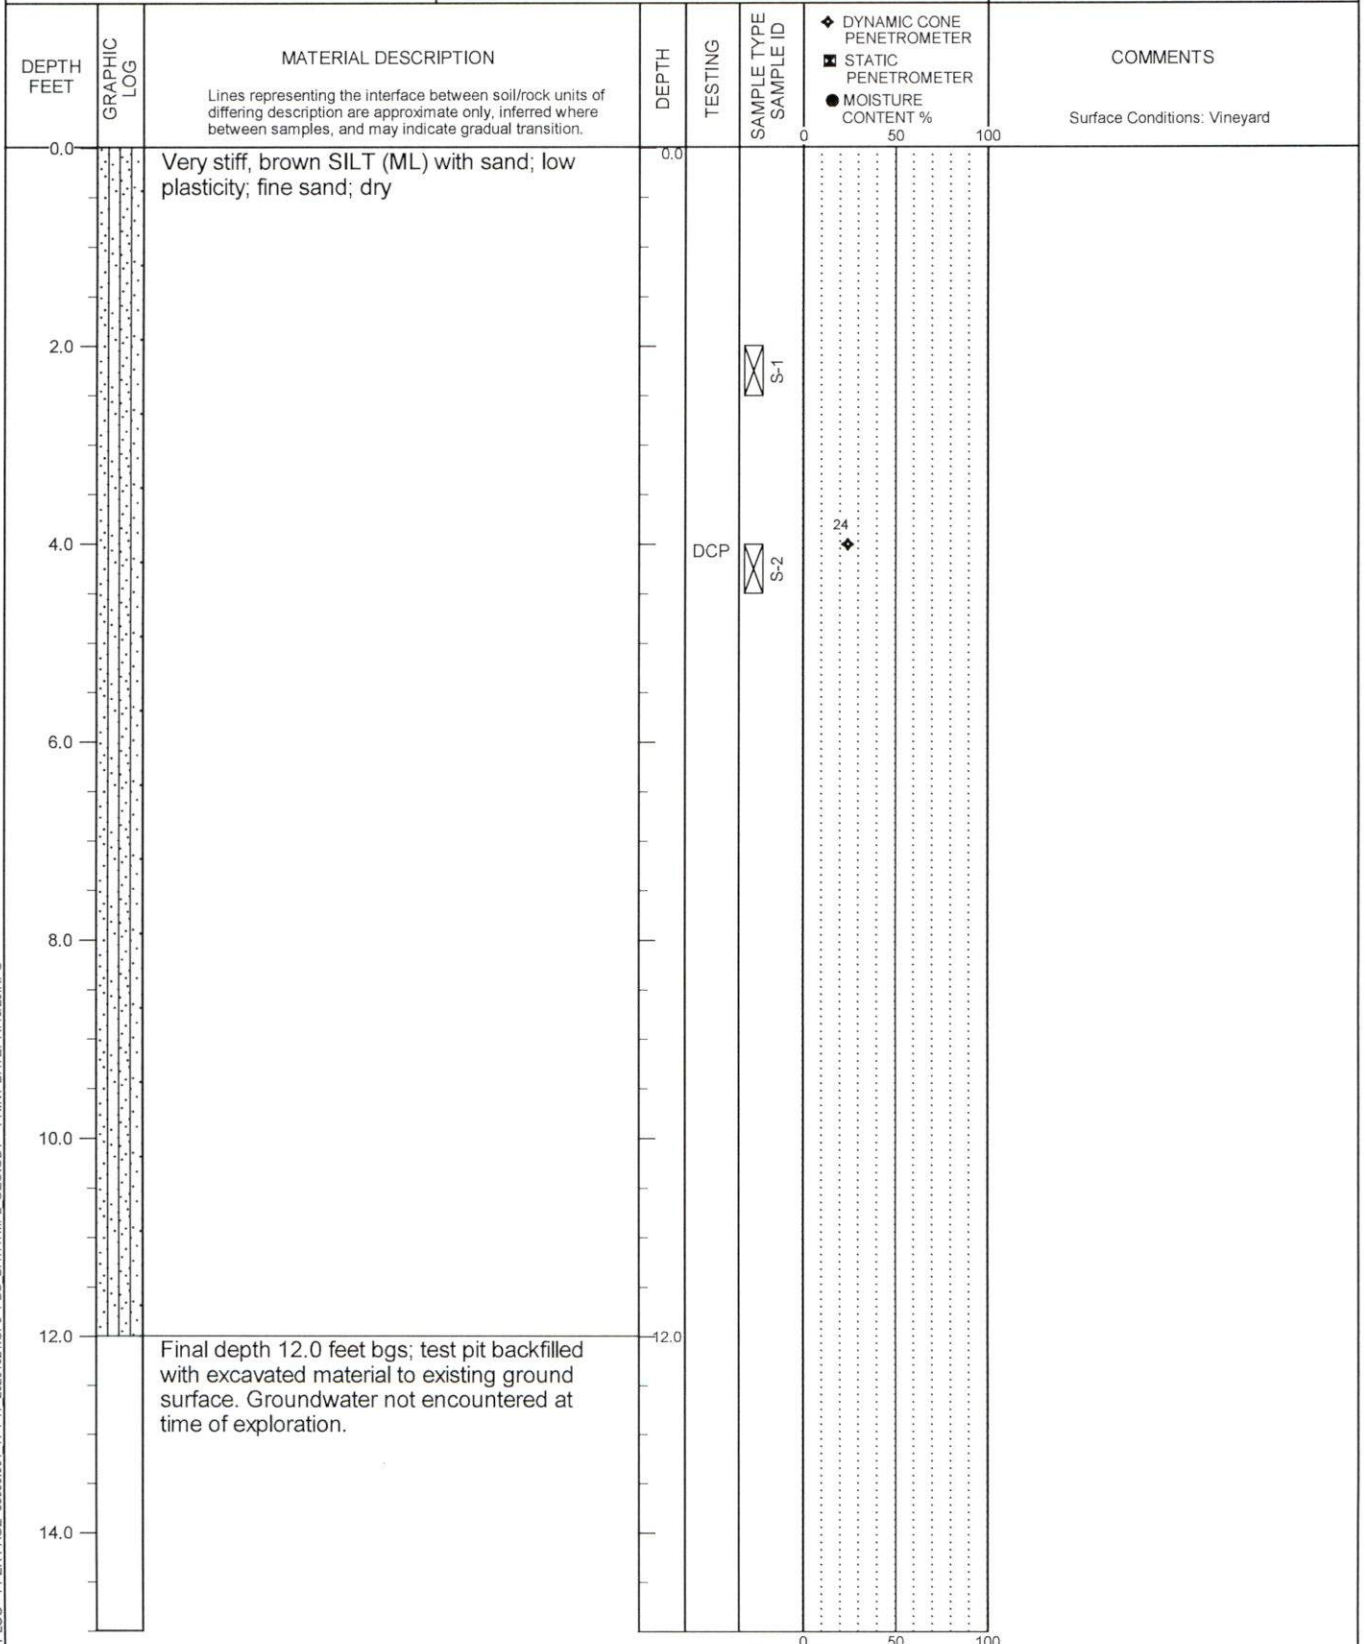 DEPTH
FEET
GRAPHIC
LOG
MATERIAL DESCRIPTION
Lines representing the interface between soil/rock units of
differing description are approximate only, inferred where
between samples, and may indicate gradual transition.
DEPTH
TESTING
SAMPLE TYPE
SAMPLE ID
DYNAMIC CONE
PENETROMETER
STATIC
PENETROMETER
MOISTURE
CONTENT %
0 50 100
COMMENTS
Surface Conditions: Vineyard
0.0
Very stiff, brown SILT (ML) with sand; low
plasticity; fine sand; dry
0.0
2.0
S-1
24
4.0
DCP
S-2
6.0
8.0
10.0
12.0
12.0
Final depth 12.0 feet bgs; test pit backfilled
with excavated material to existing ground
surface. Groundwater not encountered at
time of exploration.
14.0
0 50 100